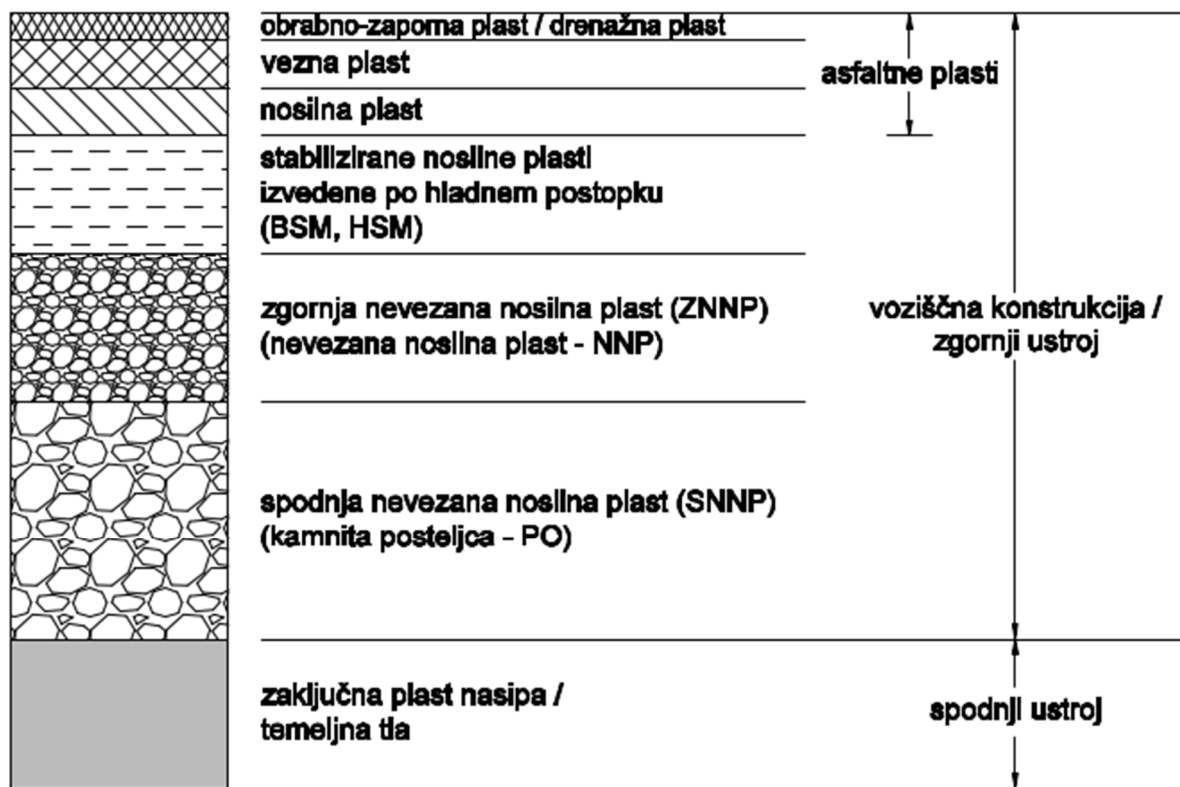 obrabno-zaporna plast / drenažna plast
vezna plast
asfaltne plasti
nosilna plast
stabilizirane nosilne plasti
izvedene po hladnem postopku
(BSM, HSM)
zgornja nevezana nosilna plast (ZNNP)
(nevezana nosilna plast - NNP)
voziščna konstrukcija /
zgornji ustroj
spodnja nevezana nosilna plast (SNNP)
(kamnita posteljca - PO)
zaključna plast nasipa /
temeljna tla
spodnji ustroj